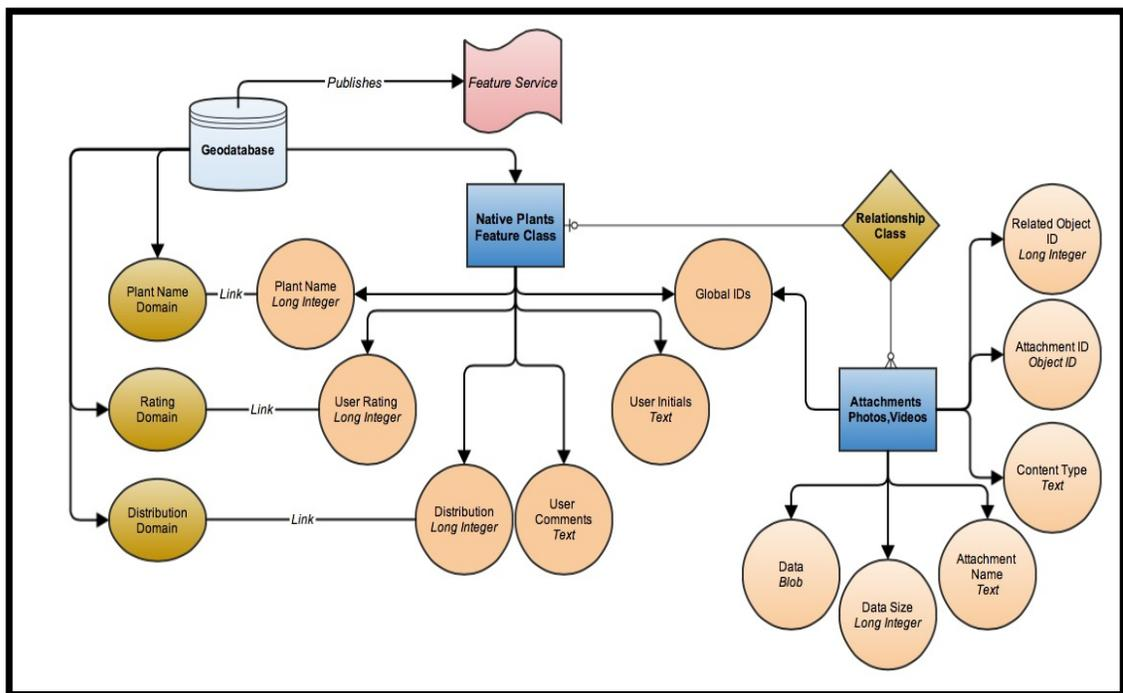 Publishes
Feature Service
Geodatabase
Native Plants
Feature Class
Relationship
Class
Related Object
ID
Long Integer
Plant Name
Domain
Link
Plant Name
Long Integer
Global IDs
Attachment ID
Object ID
Rating
Domain
Link
User Rating
Long Integer
User Initials
Text
Attachments
Photos,Videos
Content Type
Text
Distribution
Domain
Link
Distribution
Long Integer
User
Comments
Text
Data
Blob
Data Size
Long Integer
Attachment
Name
Text